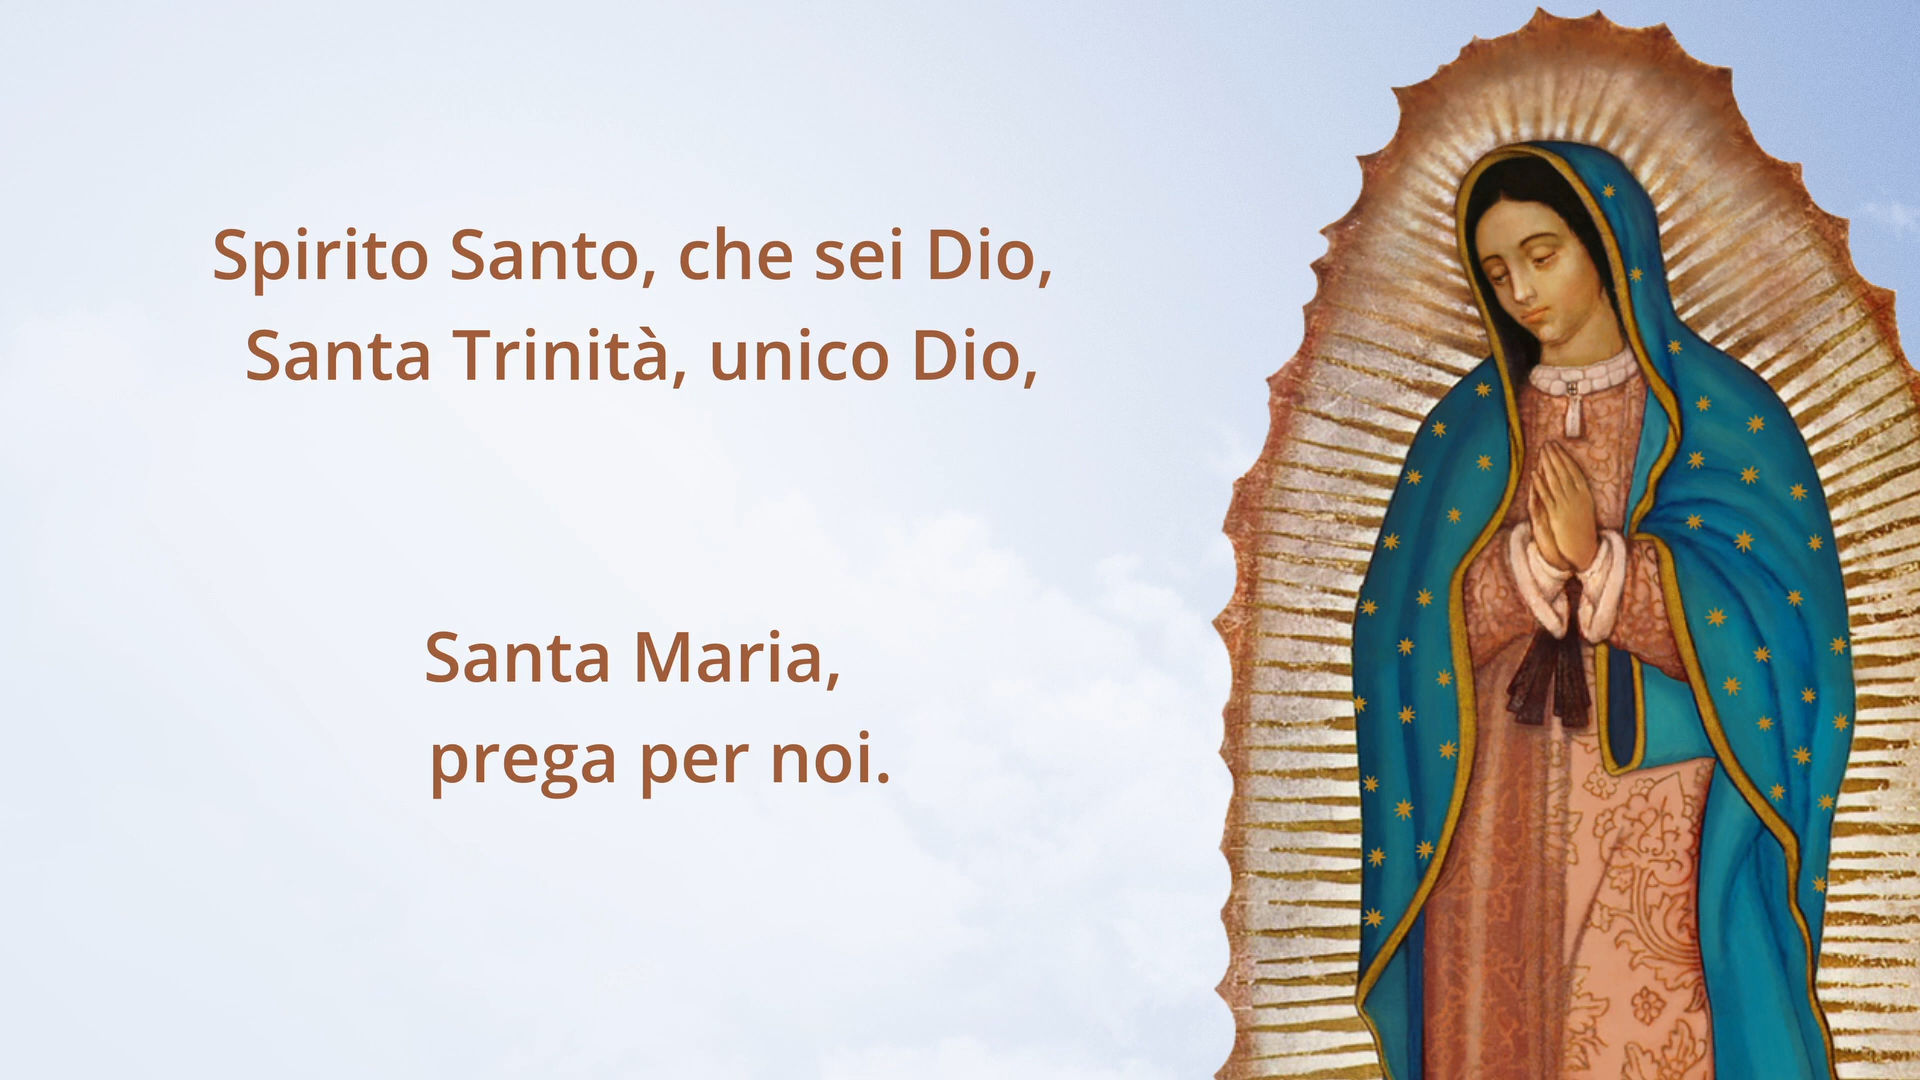 Spirito Santo, che sei Dio,
Santa Trinità, unico Dio,
Santa Maria,
prega per noi.